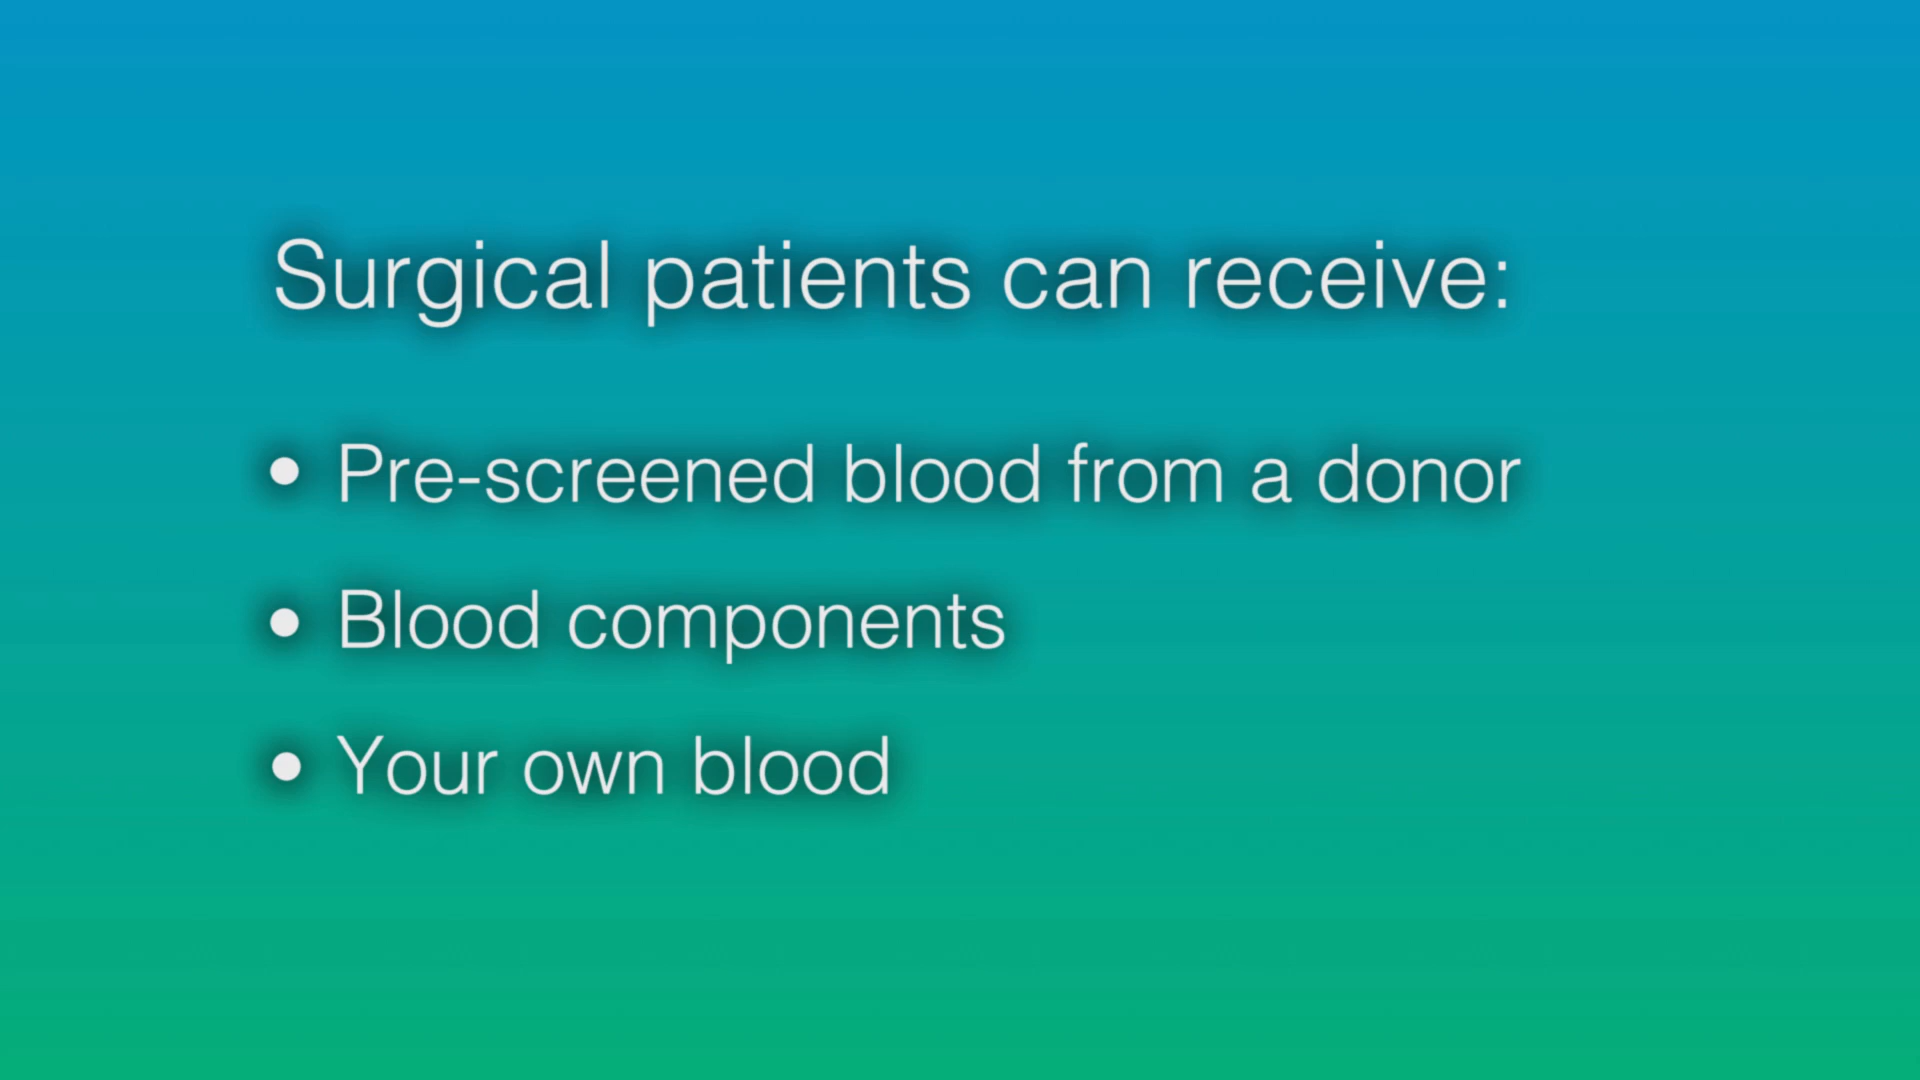 Surgical patients can receive:
• Pre-screened blood from a donor
• Blood components
• Your own blood